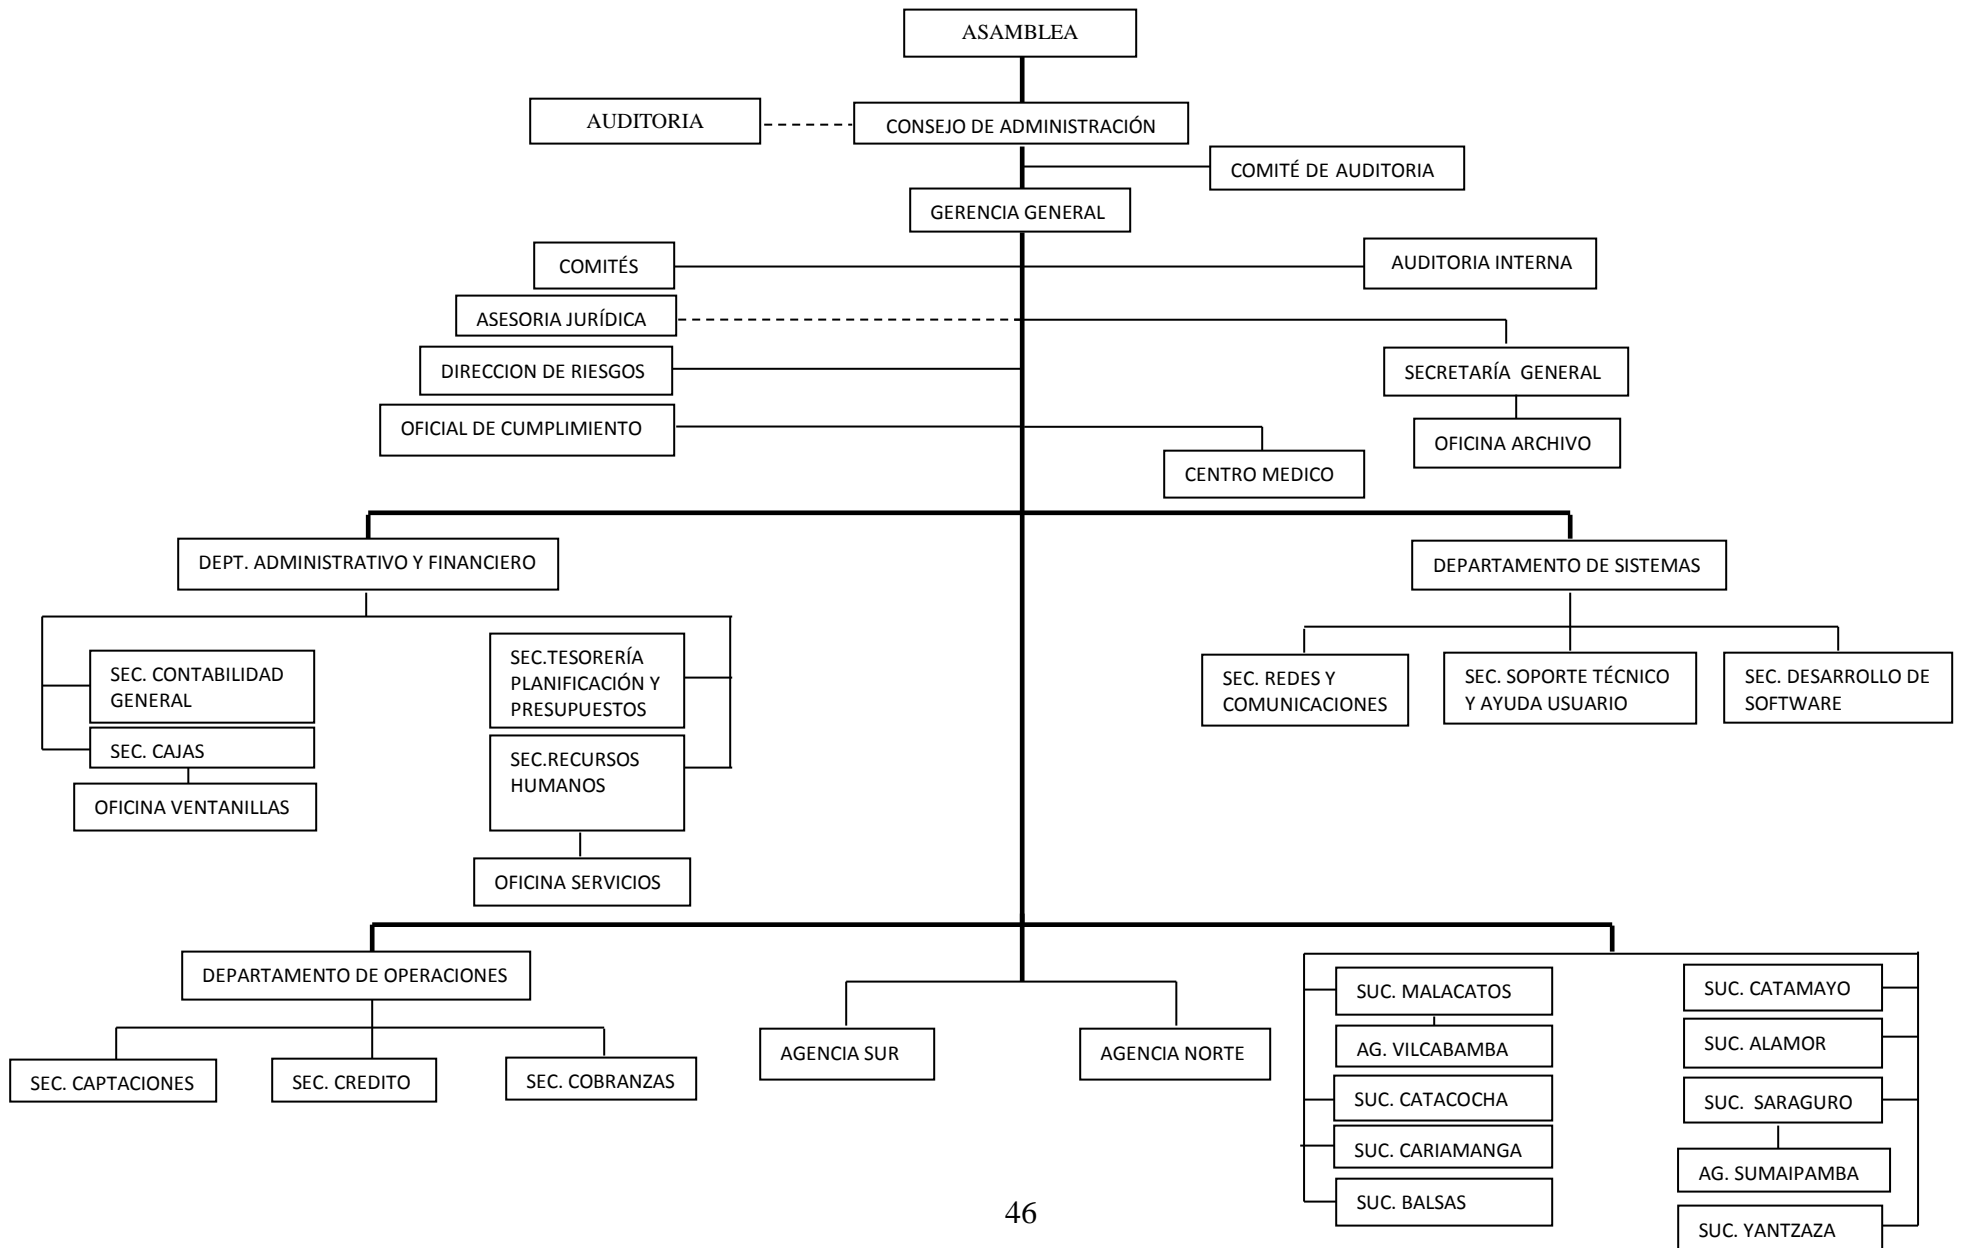 ASAMBLEA
AUDITORIA
CONSEJO DE ADMINISTRACIÓN
COMITÉ DE AUDITORIA
GERENCIA GENERAL
COMITÉS
AUDITORIA INTERNA
ASESORIA JURÍDICA
DIRECCION DE RIESGOS
SECRETARÍA GENERAL
OFICIAL DE CUMPLIMIENTO
OFICINA ARCHIVO
CENTRO MEDICO
DEPT. ADMINISTRATIVO Y FINANCIERO
DEPARTAMENTO DE SISTEMAS
SEC. CONTABILIDAD
GENERAL
SEC. CAJAS
OFICINA VENTANILLAS
SEC.TESORERÍA
PLANIFICACIÓN Y
PRESUPUESTOS
SEC.RECURSOS
HUMANOS
OFICINA SERVICIOS
SEC. REDES Y
COMUNICACIONES
SEC. SOPORTE TÉCNICO
Y AYUDA USUARIO
SEC. DESARROLLO DE
SOFTWARE
DEPARTAMENTO DE OPERACIONES
SEC. CAPTACIONES
SEC. CREDITO
SEC. COBRANZAS
AGENCIA SUR
AGENCIA NORTE
SUC. MALACATOS
AG. VILCABAMBA
SUC. CATACOCHA
SUC. CARIAMANGA
SUC. BALSAS
SUC. CATAMAYO
SUC. ALAMOR
SUC. SARAGURO
AG. SUMAIPAMBA
SUC. YANTZAZA
46